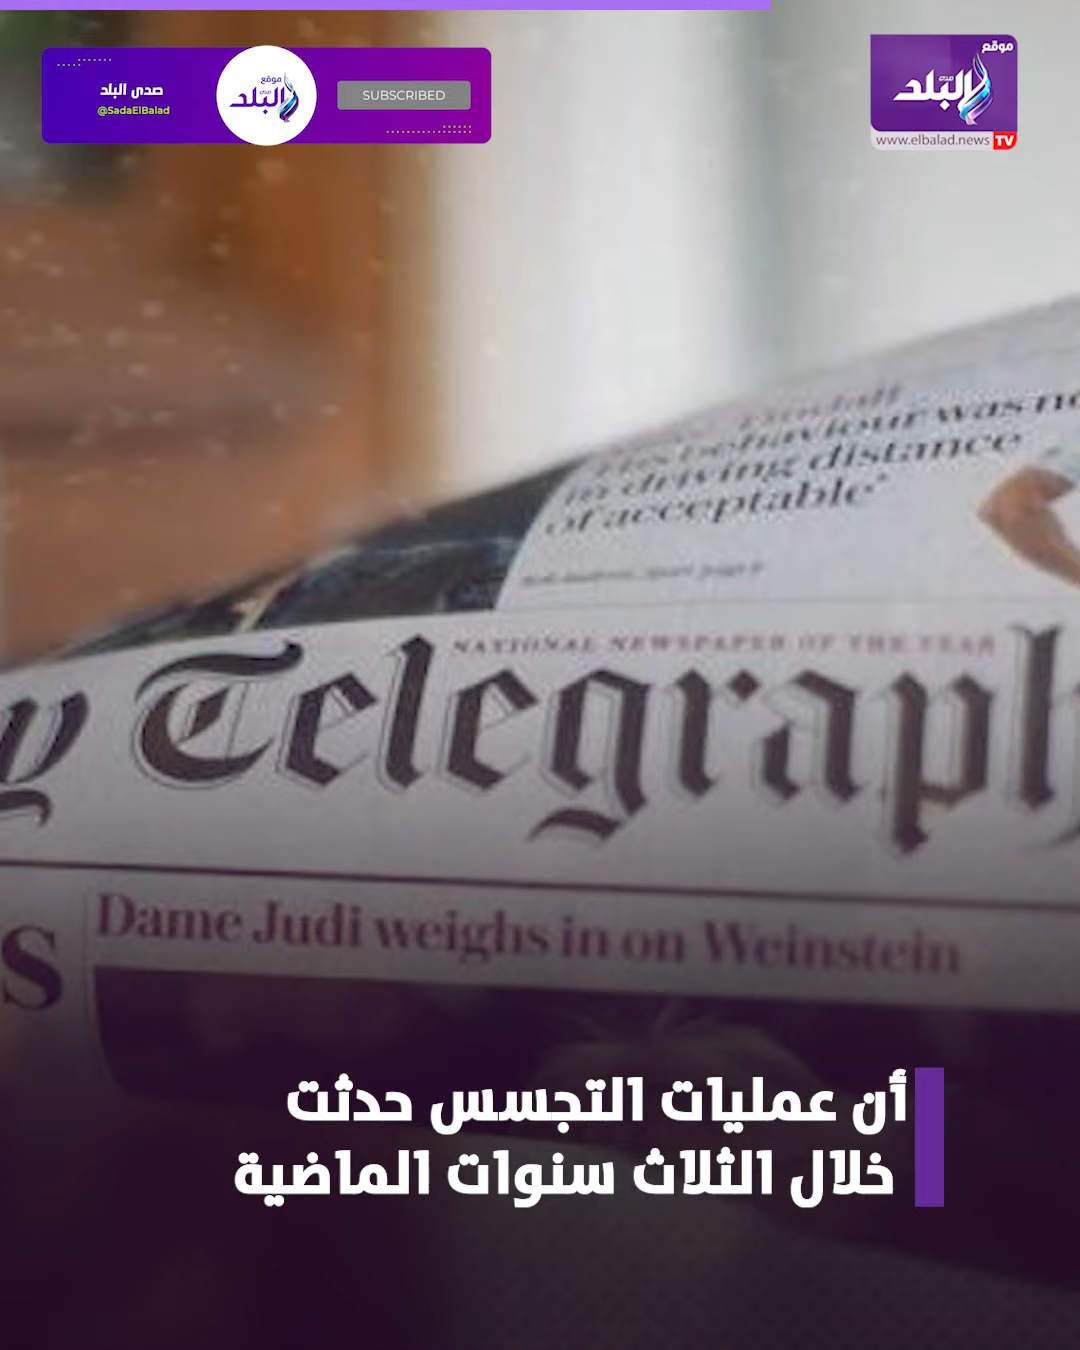 صدى البلد
@SadaElBalad
موقع
صدى
البلد
SUBSCRIBED
موقع
صدى
البلد
www.elbalad.news TV
his behaviour was
in driving distance
of acceptable'
NATIONAL NEWSPAPER OF THE YEAR
y Telegraph
s
Dame Judi weighs in on Weinstein
أن عمليات التجسس حدثت
خلال الثلاث سنوات الماضية